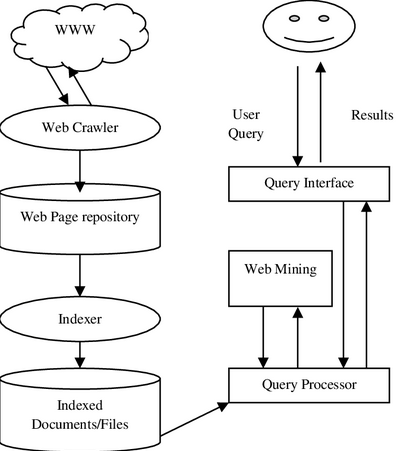 WWW
Web Crawler
Web Page repository
Indexer
Indexed
Documents/Files
User
Query
Results
Query Interface
Web Mining
Query Processor